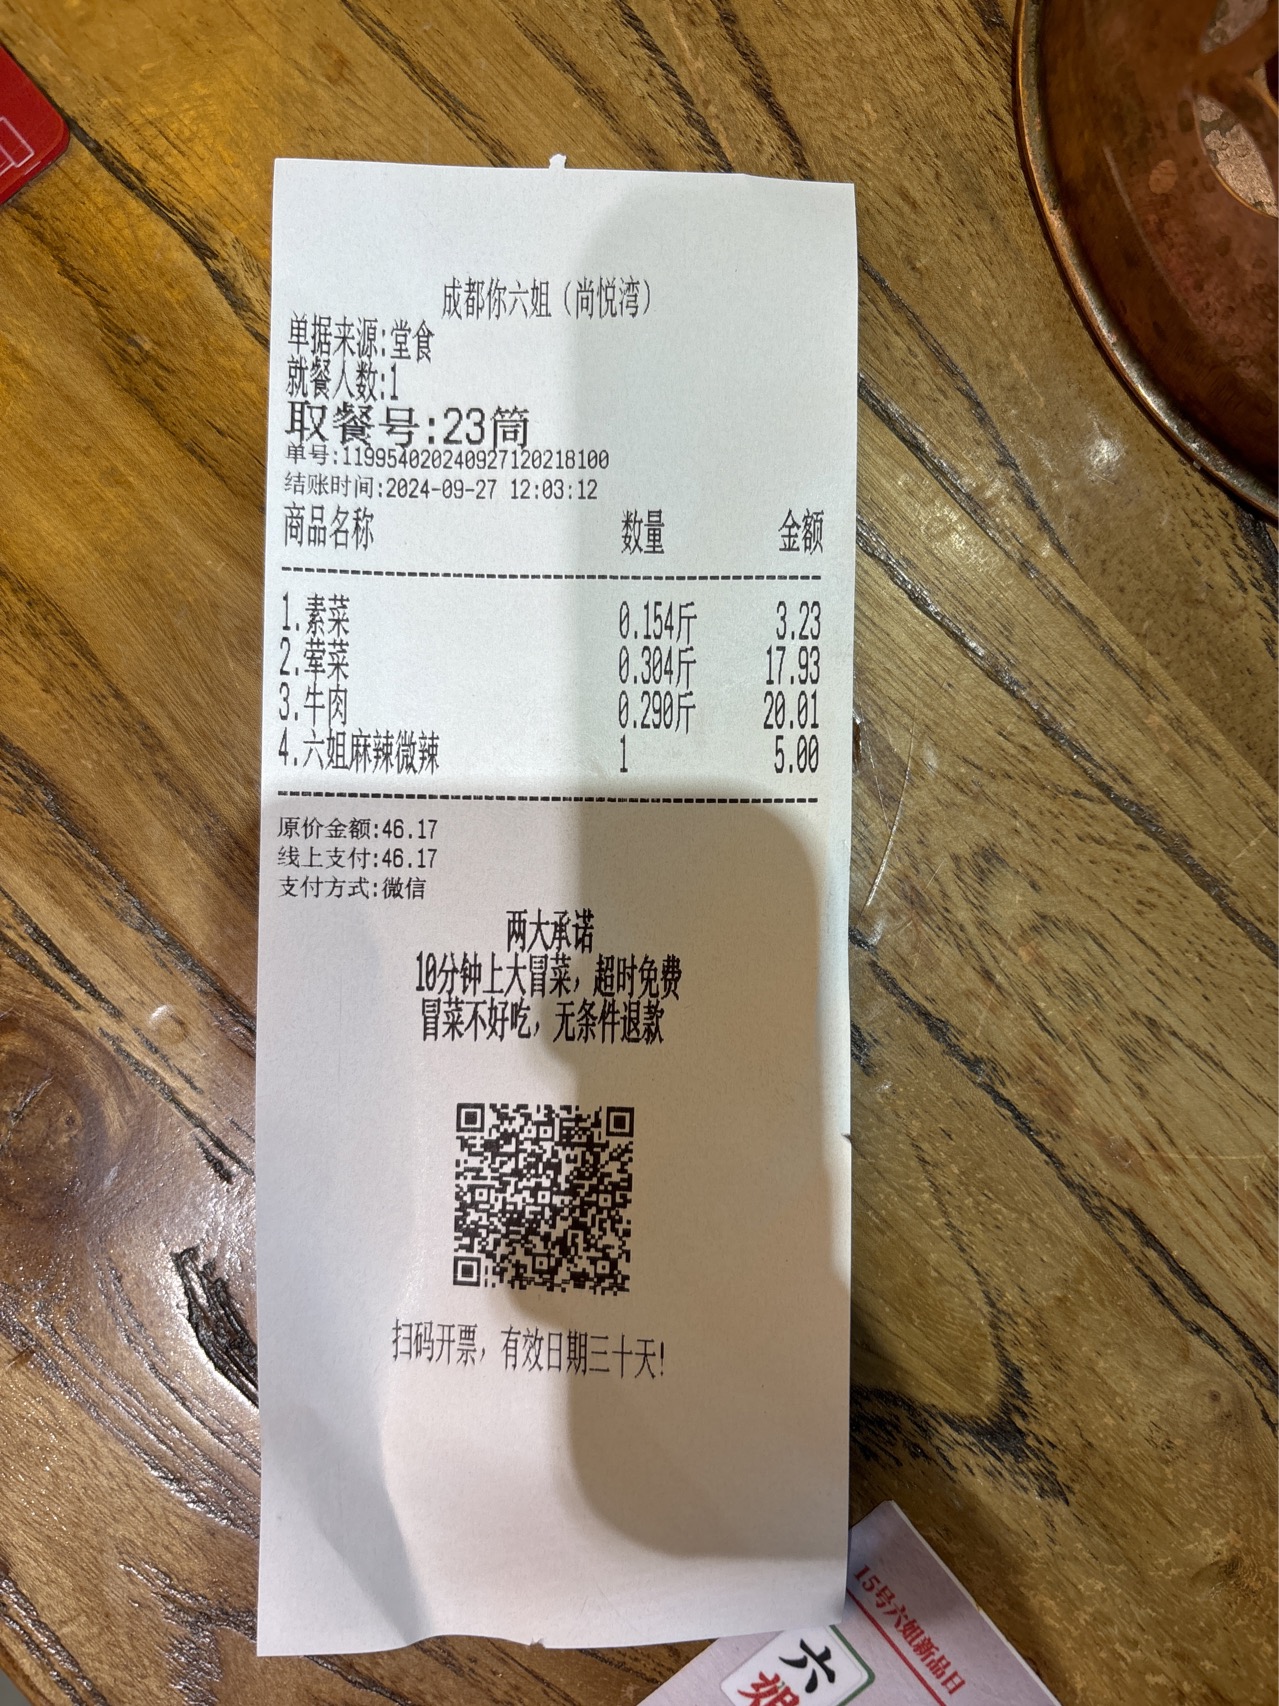 成都你六姐（尚悦湾）
单据来源:堂食
就餐人数:1
取餐号:23筒
单号:119954020240927120218100
结账时间:2024-09-27 12:03:12
商品名称 数量 金额
1.素菜 0.154斤 3.23
2.荤菜 0.304斤 17.93
3.牛肉 0.290斤 20.01
4.六姐麻辣微辣 1 5.00
原价金额:46.17
线上支付:46.17
支付方式:微信
两大承诺
10分钟上大冒菜，超时免费
冒菜不好吃，无条件退款
扫码开票，有效日期三十天!
15号六姐新品日
六
姐